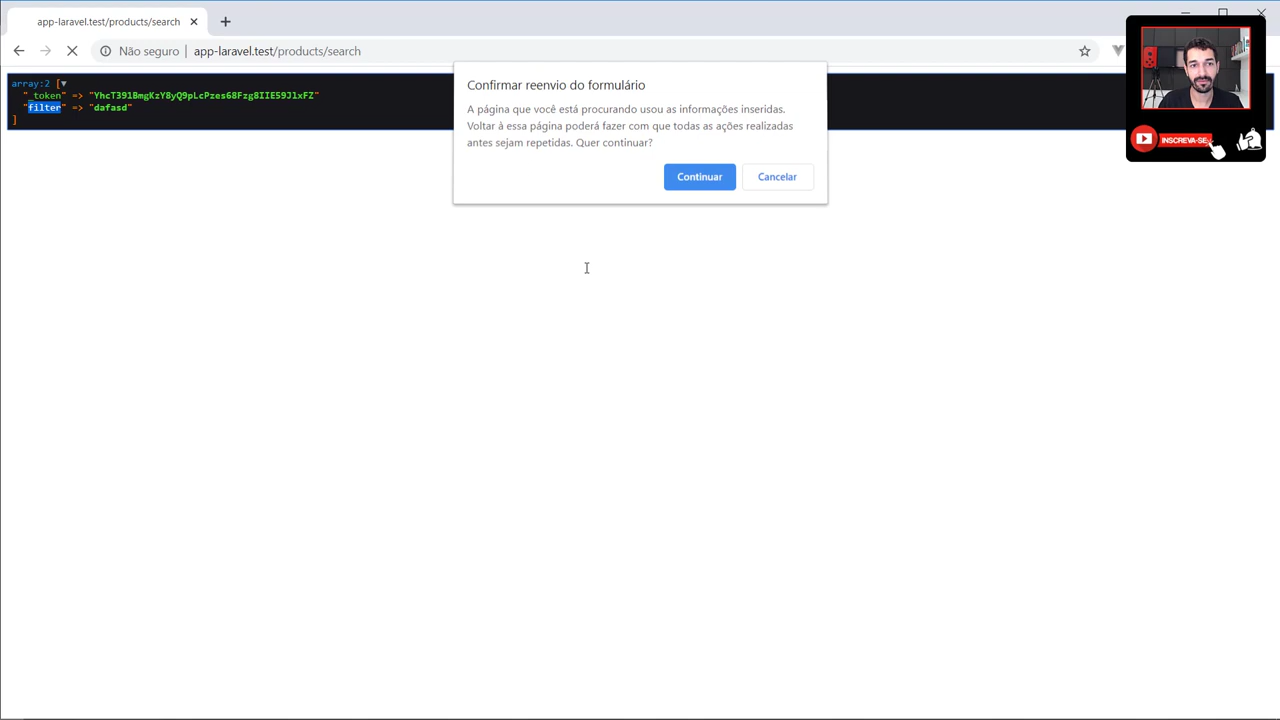 app-laravel.test/products/search
Não seguro | app-laravel.test/products/search
array:2 [▼
"_token" => "YhcT391BmgKzY8yQ9pLcPzes68Fzg8IIE59J1xFZ"
"filter" => "dafasd"
]
Confirmar reenvio do formulário
A página que você está procurando usou as informações inseridas.
Voltar à essa página poderá fazer com que todas as ações realizadas
antes sejam repetidas. Quer continuar?
Continuar
Cancelar
INSCREVA-SE